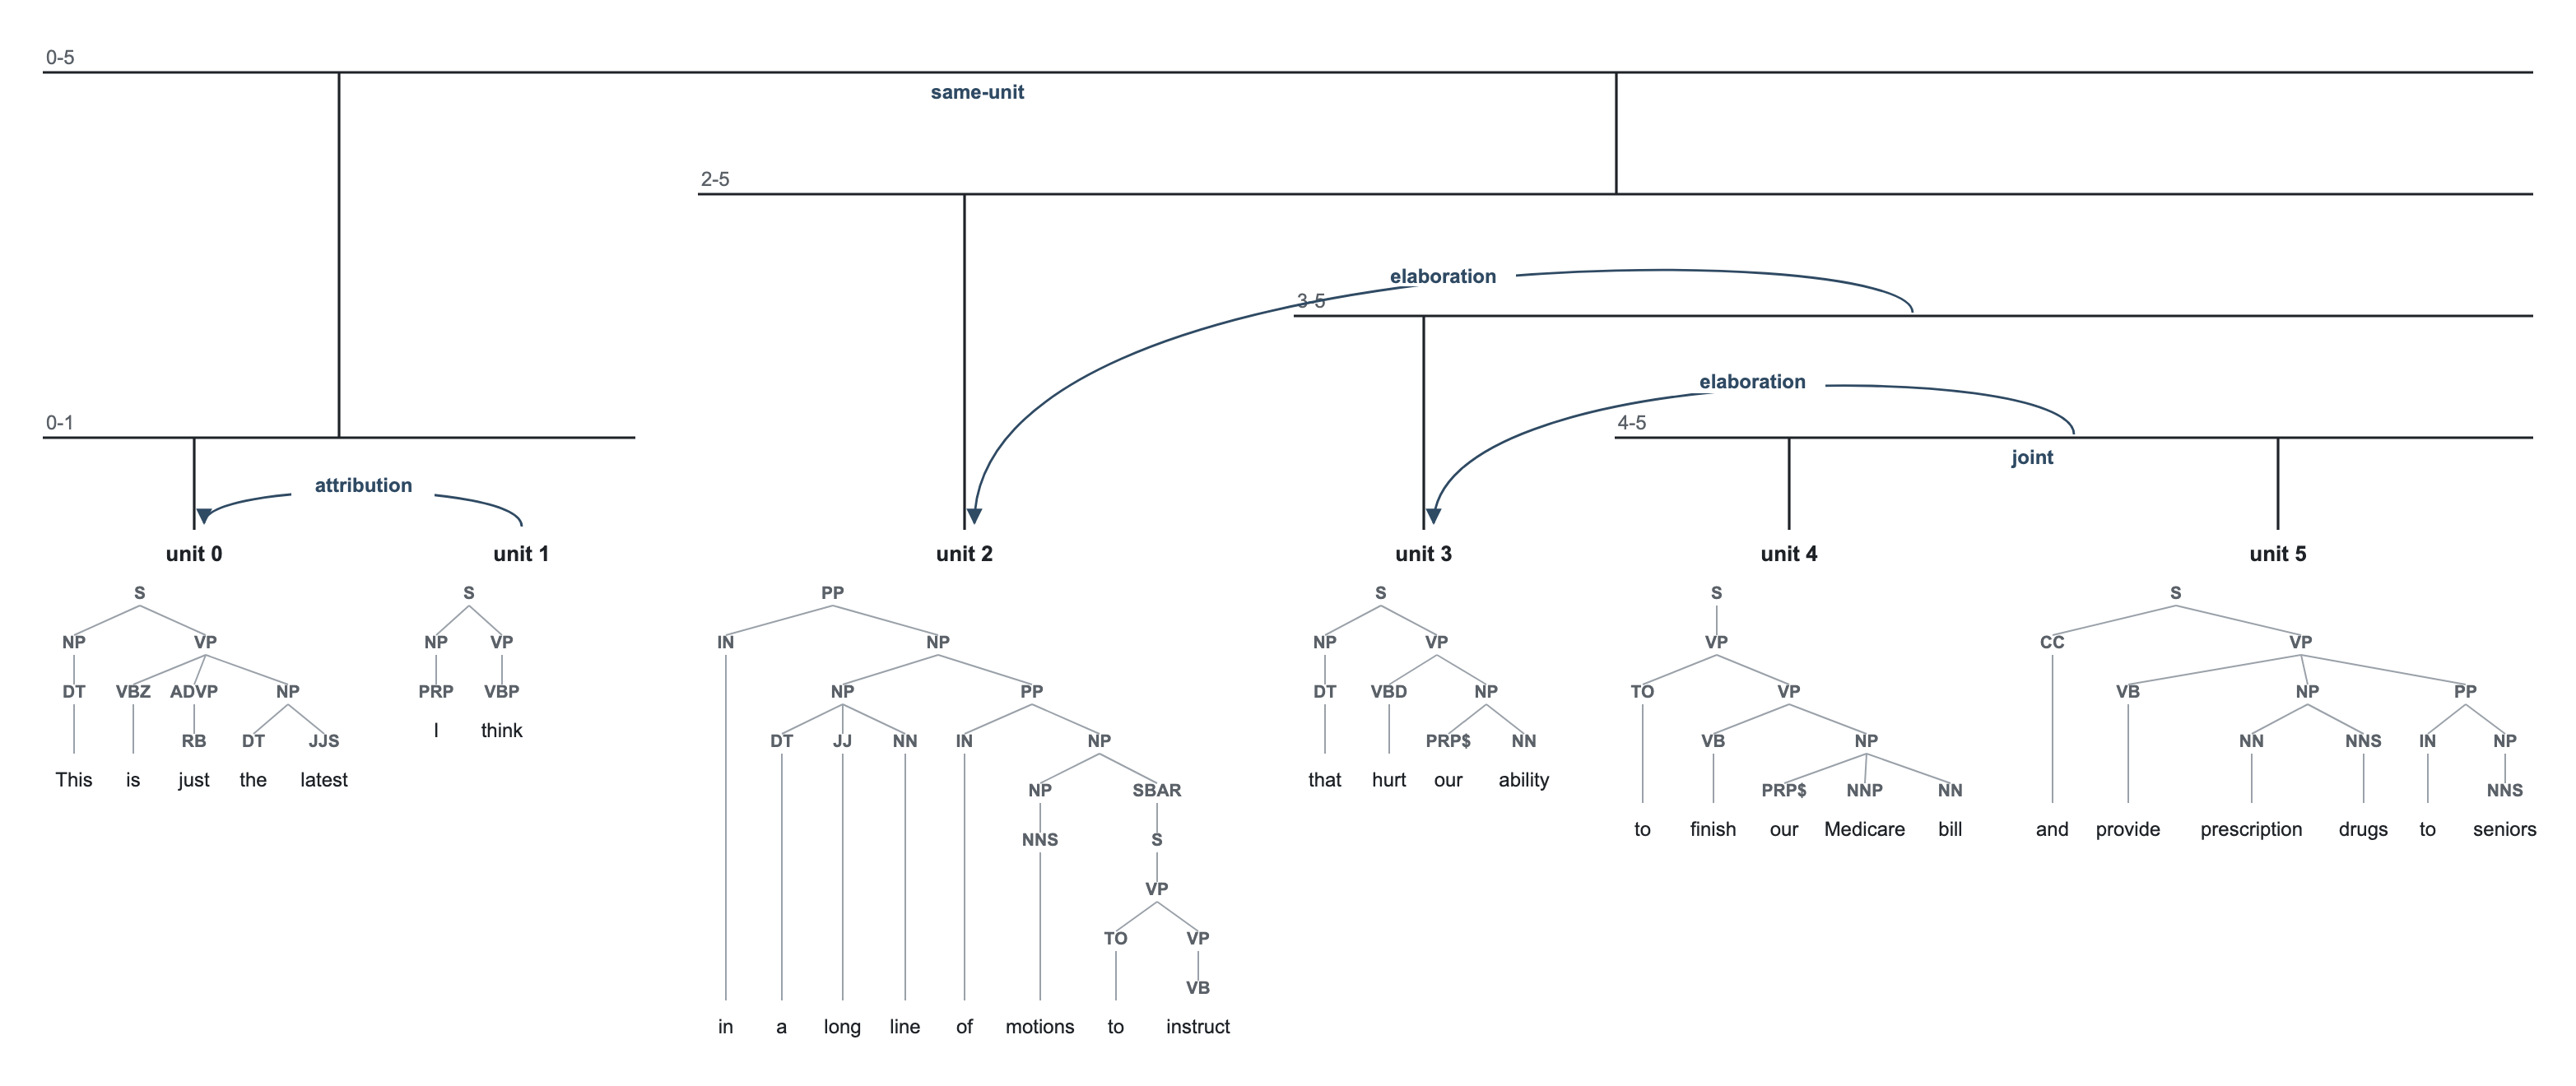 0-5
same-unit
2-5
elaboration
3-5
elaboration
0-1
4-5
joint
attribution
unit 0 unit 1 unit 2 unit 3 unit 4 unit 5
S S PP S S S
NP VP NP VP IN NP NP VP VP CC VP
DT VBZ ADVP NP PRP VBP NP PP DT VBD NP TO VP VB NP PP
I think
RB DT JJS DT JJ NN IN NP PRP$ NN VB NP NN NNS IN NP
This is just the latest that hurt our ability
NP SBAR PRP$ NNP NN NNS
to finish our Medicare bill and provide prescription drugs to seniors
NNS S
VP
TO VP
VB
in a long line of motions to instruct